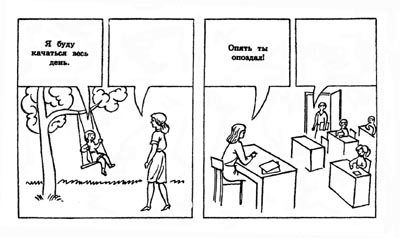 Я буду
качаться весь
день.
Опять ты
опоздал!